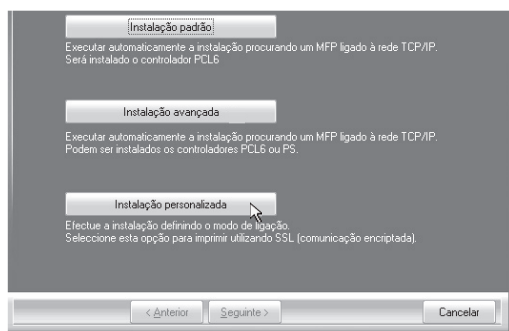 Instalação padrão
Executar automaticamente a instalação procurando um MFP ligado à rede TCP/IP.
Será instalado o controlador PCL6
Instalação avançada
Executar automaticamente a instalação procurando um MFP ligado à rede TCP/IP.
Podem ser instalados os controladores PCL6 ou PS.
Instalação personalizada
Efectue a instalação definindo o modo de ligação.
Seleccione esta opção para imprimir utilizando SSL (comunicação encriptada).
< Anterior Seguinte > Cancelar